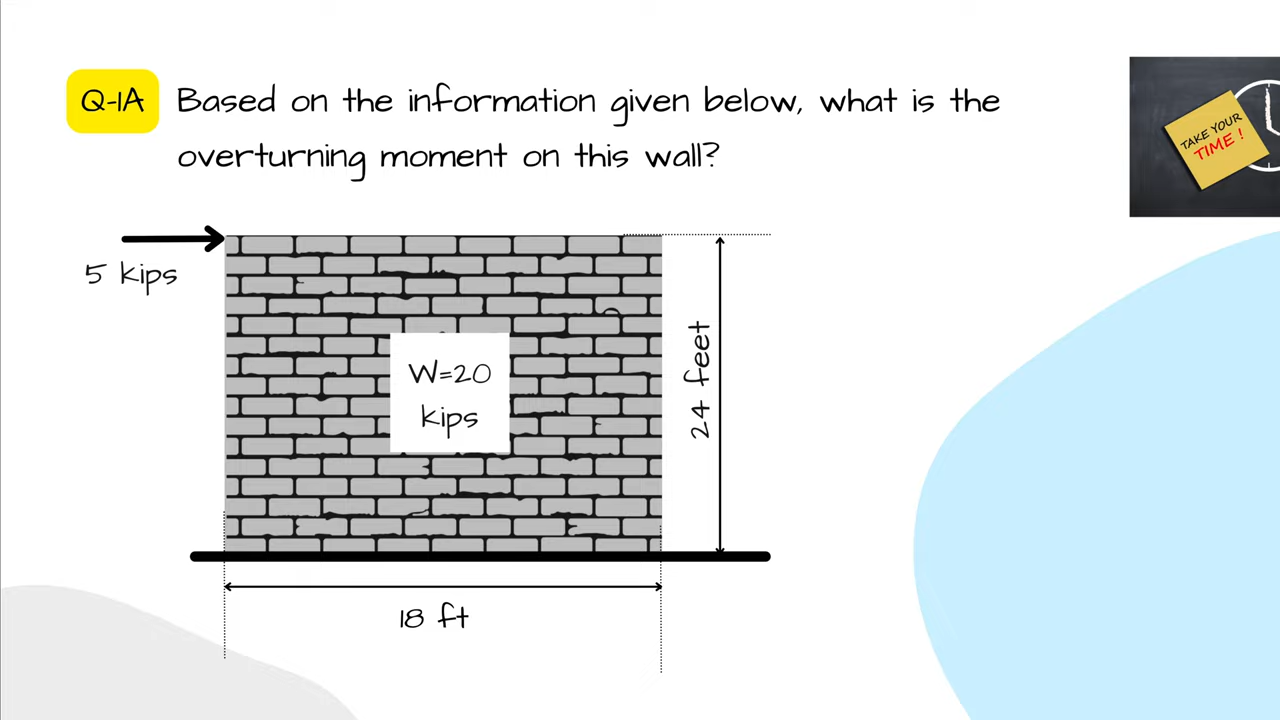 Q-1A Based on the information given below, what is the
overturning moment on this wall?
TAKE YOUR
TIME !
5 kips
W=20
kips
24 feet
18 ft